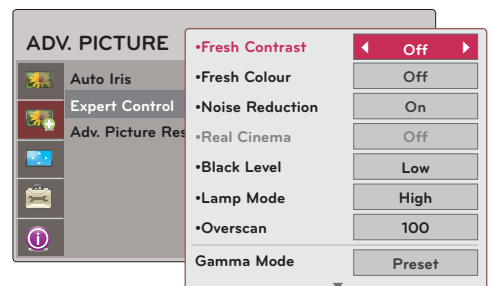 ADV. PICTURE
Auto Iris
Expert Control
Adv. Picture Res
•Fresh Contrast Off
•Fresh Colour Off
•Noise Reduction On
•Real Cinema Off
•Black Level Low
•Lamp Mode High
•Overscan 100
Gamma Mode Preset